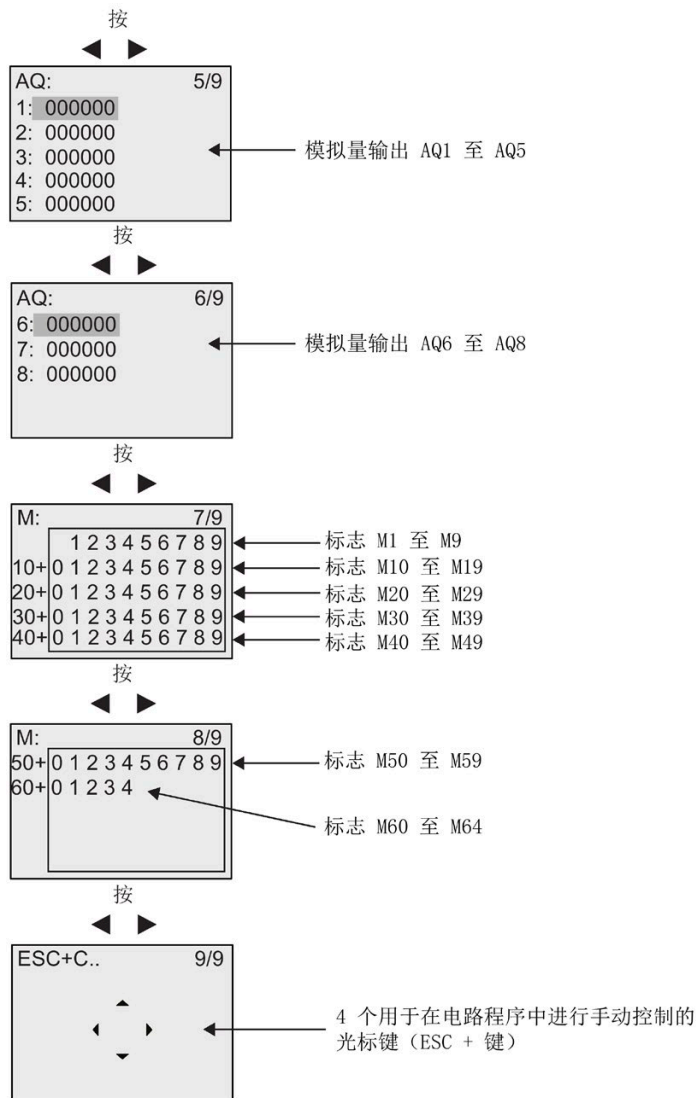 按
AQ: 5/9
1: 000000
2: 000000
3: 000000
4: 000000
5: 000000
模拟量输出 AQ1 至 AQ5
按
AQ: 6/9
6: 000000
7: 000000
8: 000000
模拟量输出 AQ6 至 AQ8
按
M: 7/9
1 2 3 4 5 6 7 8 9 标志 M1 至 M9
10+ 0 1 2 3 4 5 6 7 8 9 标志 M10 至 M19
20+ 0 1 2 3 4 5 6 7 8 9 标志 M20 至 M29
30+ 0 1 2 3 4 5 6 7 8 9 标志 M30 至 M39
40+ 0 1 2 3 4 5 6 7 8 9 标志 M40 至 M49
按
M: 8/9
50+ 0 1 2 3 4 5 6 7 8 9 标志 M50 至 M59
60+ 0 1 2 3 4
标志 M60 至 M64
按
ESC+C.. 9/9
4 个用于在电路程序中进行手动控制的
光标键（ESC + 键）